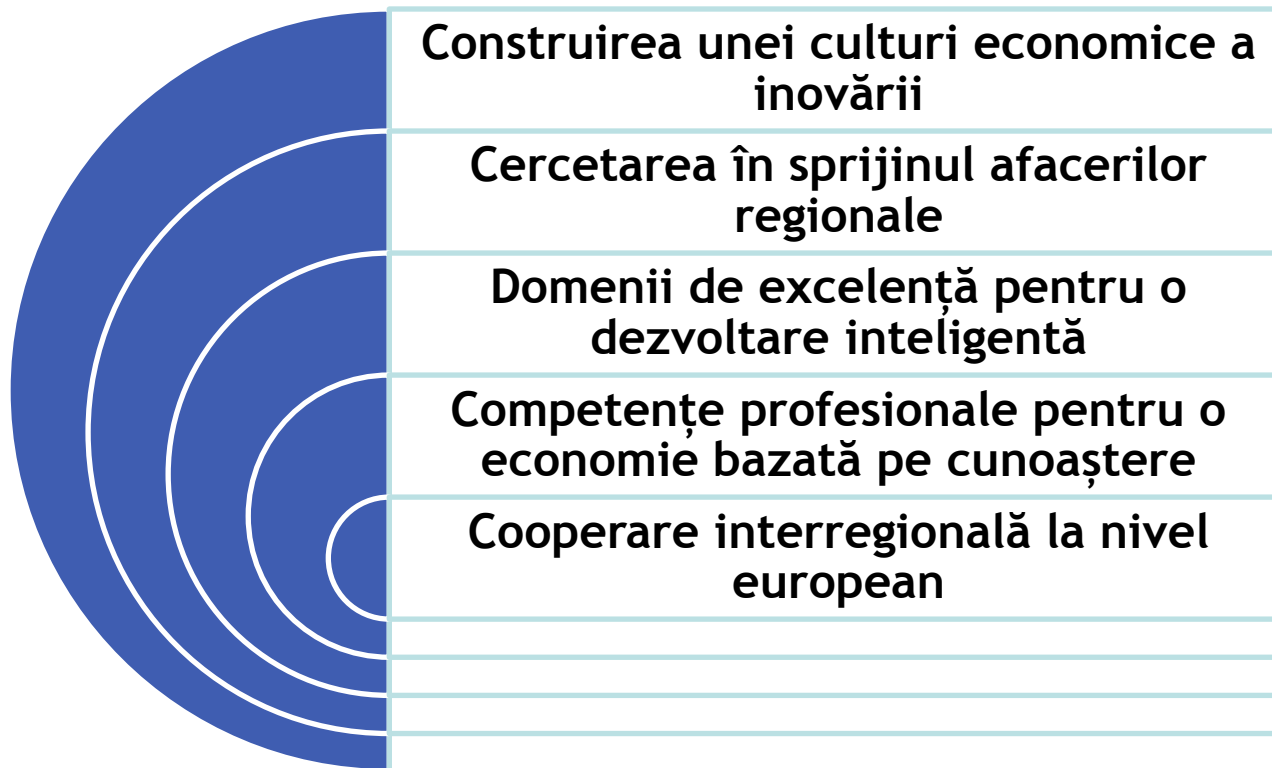 Construirea unei culturi economice a
inovării
Cercetarea în sprijinul afacerilor
regionale
Domenii de excelență pentru o
dezvoltare inteligentă
Competențe profesionale pentru o
economie bazată pe cunoaștere
Cooperare interregională la nivel
european